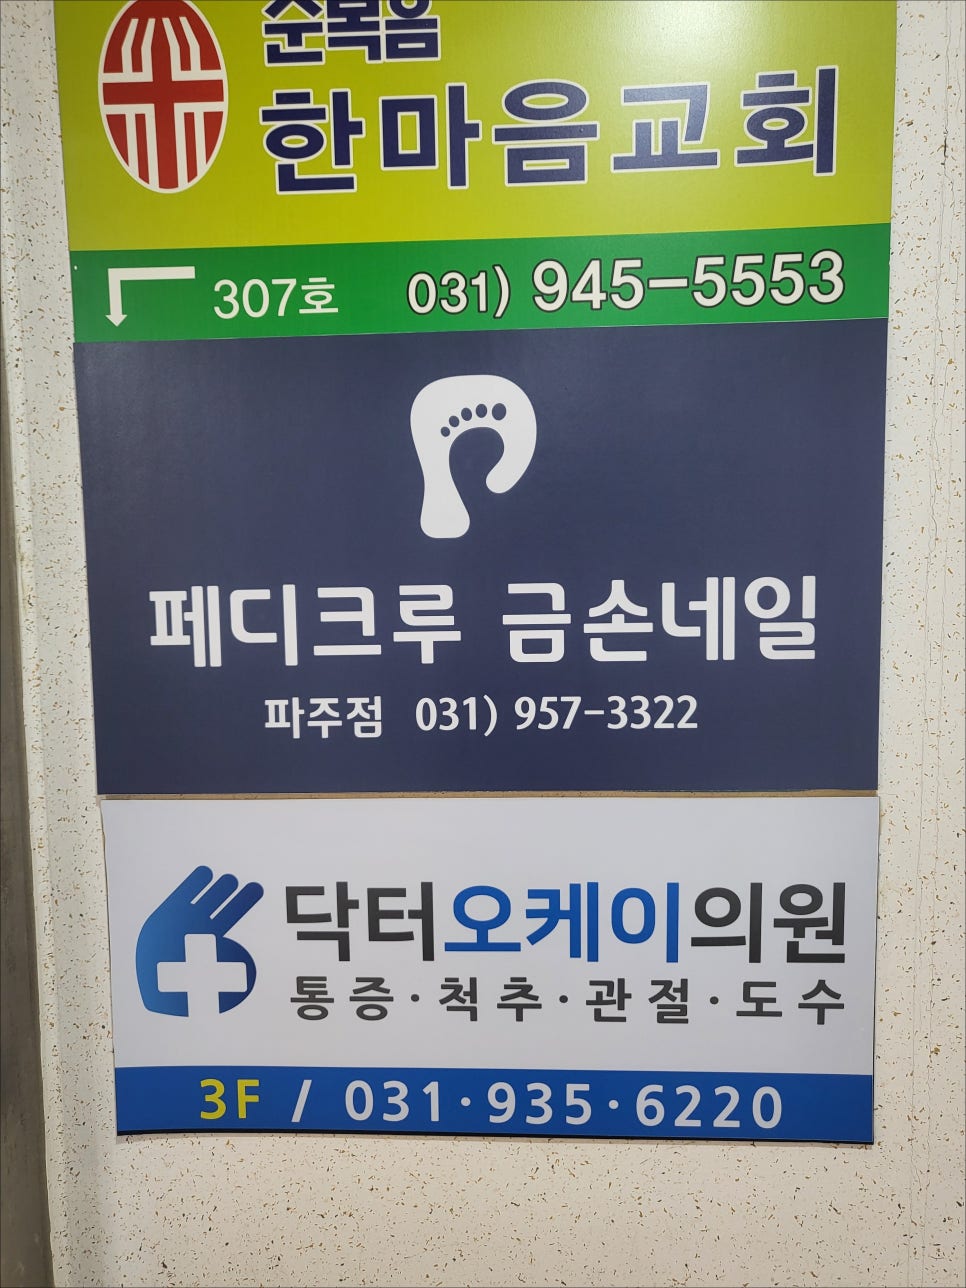 순복음
한마음교회
307호 031) 945-5553
페디크루 금손네일
파주점 031) 957-3322
닥터오케이의원
통증·척추·관절·도수
3F / 031·935·6220